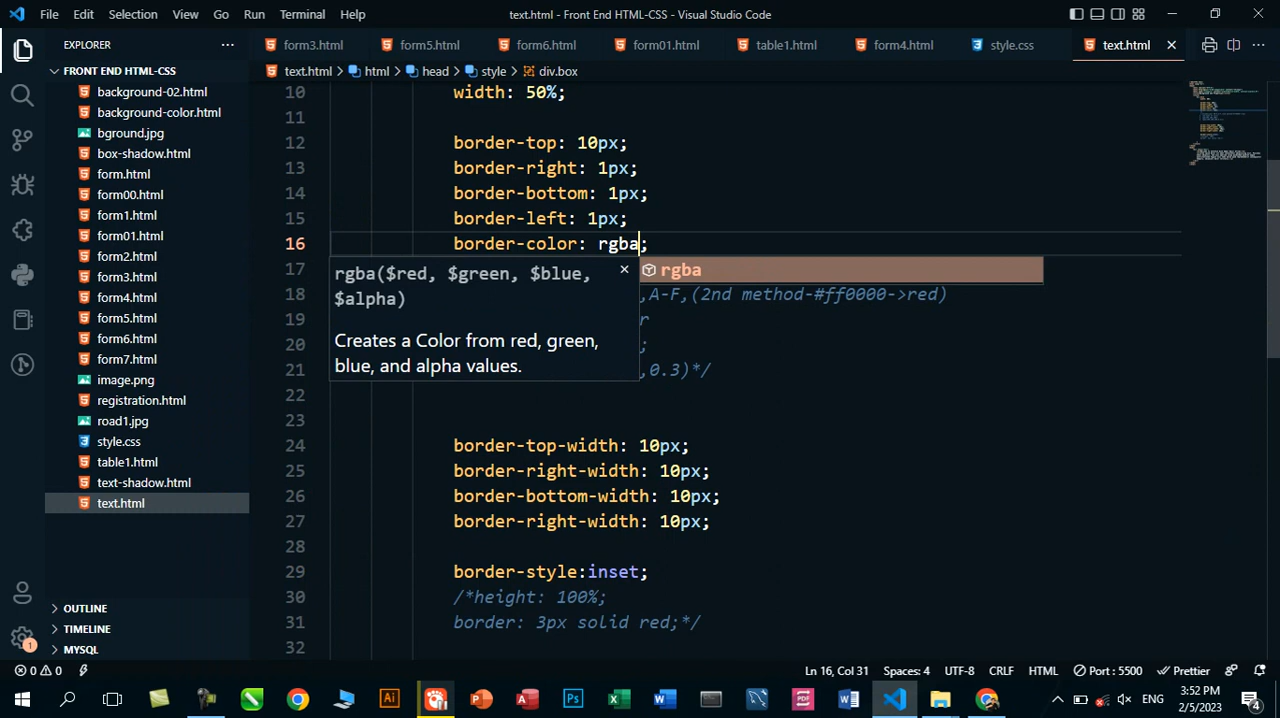 File Edit Selection View Go Run Terminal Help text.html - Front End HTML-CSS - Visual Studio Code
EXPLORER
form3.html form5.html form6.html form01.html table1.html form4.html style.css text.html
FRONT END HTML-CSS
text.html > html > head > style > div.box
background-02.html
background-color.html
bground.jpg
box-shadow.html
form.html
form00.html
form1.html
form01.html
form2.html
form3.html
form4.html
form5.html
form6.html
form7.html
image.png
registration.html
road1.jpg
style.css
table1.html
text-shadow.html
text.html
OUTLINE
TIMELINE
MYSQL
10 width: 50%;
11
12 border-top: 10px;
13 border-right: 1px;
14 border-bottom: 1px;
15 border-left: 1px;
16 border-color: rgba;
17
18 ,A-F,(2nd method-#ff0000->red)
19 r
20 ;
21 ,0.3)*/
22
23
24 border-top-width: 10px;
25 border-right-width: 10px;
26 border-bottom-width: 10px;
27 border-right-width: 10px;
28
29 border-style:inset;
30 /*height: 100%;
31 border: 3px solid red;*/
32
rgba($red, $green, $blue,
$alpha)
Creates a Color from red, green,
blue, and alpha values.
rgba
0 0 Ln 16, Col 31 Spaces: 4 UTF-8 CRLF HTML Port : 5500 Prettier
ENG
3:52 PM
2/5/2023
4
1